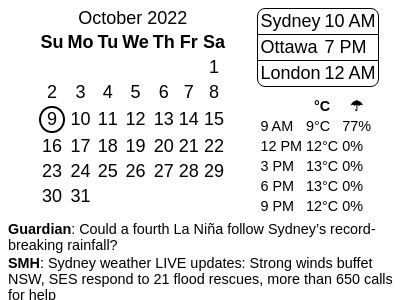 October 2022
Su Mo Tu We Th Fr Sa
1
2 3 4 5 6 7 8
9 10 11 12 13 14 15
16 17 18 19 20 21 22
23 24 25 26 27 28 29
30 31
Sydney 10 AM
Ottawa 7 PM
London 12 AM
°C ☂
9 AM 9°C 77%
12 PM 12°C 0%
3 PM 13°C 0%
6 PM 13°C 0%
9 PM 12°C 0%
Guardian: Could a fourth La Niña follow Sydney's record-
breaking rainfall?
SMH: Sydney weather LIVE updates: Strong winds buffet
NSW, SES respond to 21 flood rescues, more than 650 calls
for help